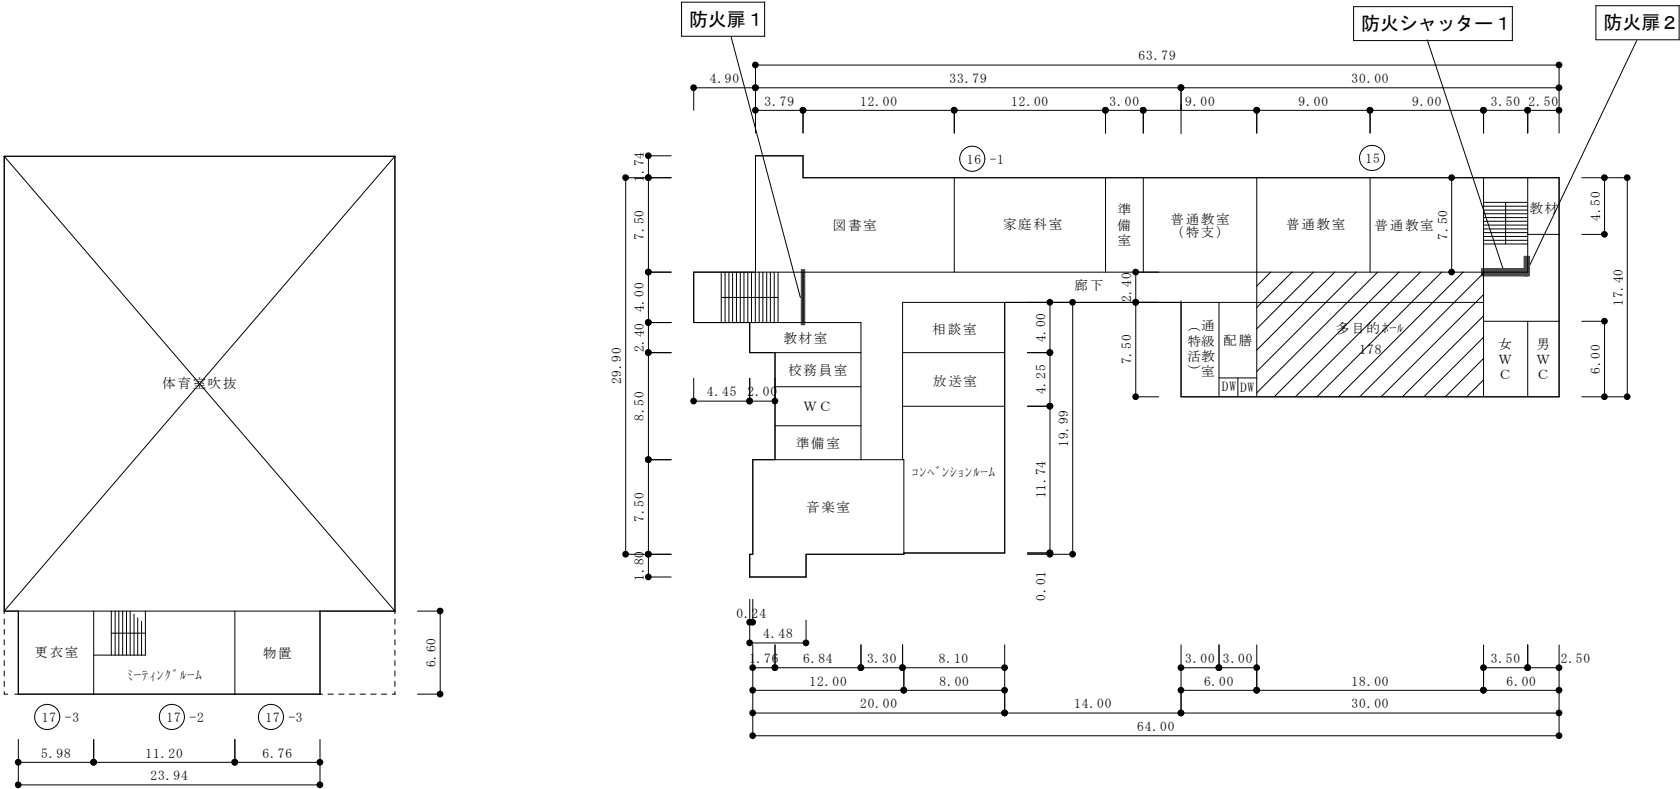 防火扉１
防火シャッター１
防火扉２
63.79
4.90
33.79
30.00
3.79
12.00
12.00
3.00
9.00
9.00
9.00
3.50
2.50
1.74
⑯-1
⑮
図書室
家庭科室
準備室
普通教室
(特支)
普通教室
普通教室
教材
7.50
7.50
4.50
17.40
29.90
4.00
廊下
2.40
2.40
教材室
相談室
4.00
通級教室
(特活)
配膳
DW
DW
多目的ﾎｰﾙ
178
女WC
男WC
6.00
7.50
校務員室
放送室
4.25
4.45
2.00
WC
8.50
準備室
19.99
コンベンションルーム
11.74
音楽室
7.50
1.80
0.01
体育室吹抜
更衣室
ミーティングルーム
物置
6.60
⑰-3
⑰-2
⑰-3
5.98
11.20
6.76
23.94
0.24
4.48
1.76
6.84
3.30
8.10
3.00
3.00
3.50
2.50
12.00
8.00
6.00
18.00
6.00
20.00
14.00
30.00
64.00